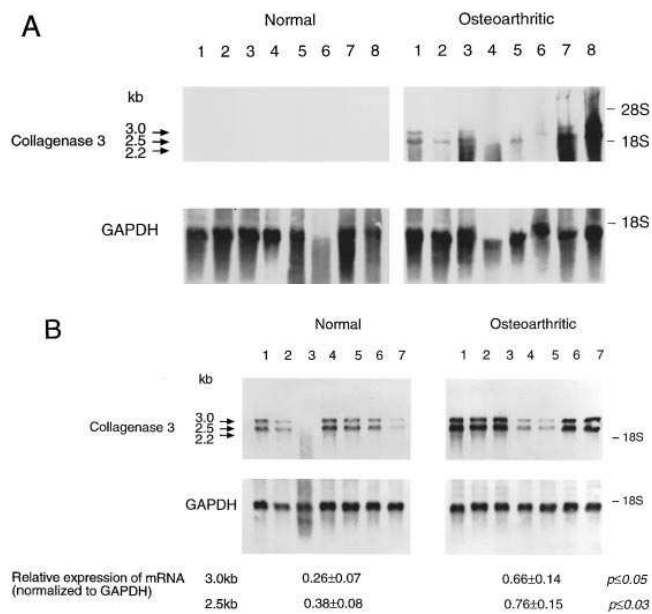 A
Normal Osteoarthritic
1 2 3 4 5 6 7 8 1 2 3 4 5 6 7 8
kb
28S
Collagenase 3 3.0
2.5 18S
2.2
18S
GAPDH
B
Normal Osteoarthritic
1 2 3 4 5 6 7 1 2 3 4 5 6 7
kb
3.0
Collagenase 3 2.5
2.2 18S
18S
GAPDH
Relative expression of mRNA 3.0kb 0.26±0.07 0.66±0.14 p≤0.05
(normalized to GAPDH)
2.5kb 0.38±0.08 0.76±0.15 p≤0.03